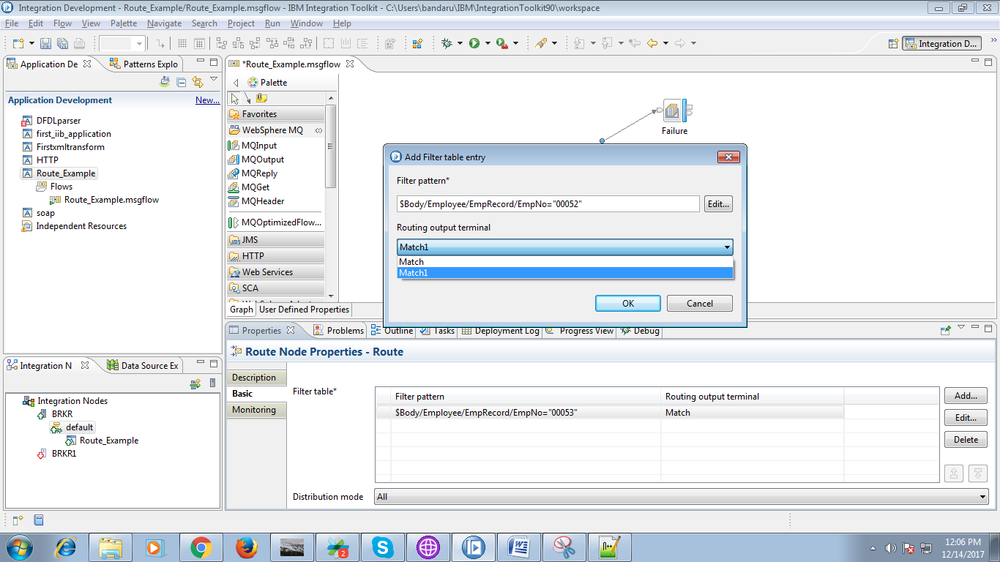 Integration Development - Route_Example/Route_Example.msgflow - IBM Integration Toolkit - C:\Users\bandaru\IBM\IntegrationToolkit90\workspace
File Edit Flow View Palette Navigate Search Project Run Window Help
Integration D...
Application De
Patterns Explo
Application Development
New...
DFDLparser
first_iib_application
Firstxmltransform
HTTP
Route_Example
Flows
Route_Example.msgflow
soap
Independent Resources
*Route_Example.msgflow
Palette
Favorites
WebSphere MQ
MQInput
MQOutput
MQReply
MQGet
MQHeader
MQOptimizedFlow...
JMS
HTTP
Web Services
SCA
Graph User Defined Properties
Failure
Add Filter table entry
Filter pattern*
$Body/Employee/EmpRecord/EmpNo="00052"
Edit...
Routing output terminal
Match1
Match
Match1
OK
Cancel
Integration N
Data Source Ex
Integration Nodes
BRKR
default
Route_Example
BRKR1
Properties Problems Outline Tasks Deployment Log Progress View Debug
Route Node Properties - Route
Description
Basic
Monitoring
Filter table*
Filter pattern Routing output terminal
$Body/Employee/EmpRecord/EmpNo="00053" Match
Add...
Edit...
Delete
Distribution mode
All
2
12:06 PM
12/14/2017